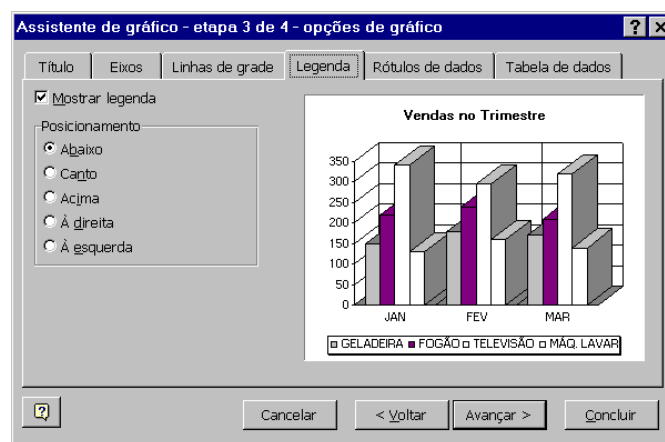 Assistente de gráfico - etapa 3 de 4 - opções de gráfico
Título Eixos Linhas de grade Legenda Rótulos de dados Tabela de dados
Mostrar legenda
Posicionamento
Abaixo
Canto
Acima
À direita
À esquerda
Vendas no Trimestre
350
300
250
200
150
100
50
0
JAN FEV MAR
GELADEIRA FOGÃO TELEVISÃO MÁQ. LAVAR
Cancelar < Voltar Avançar > Concluir